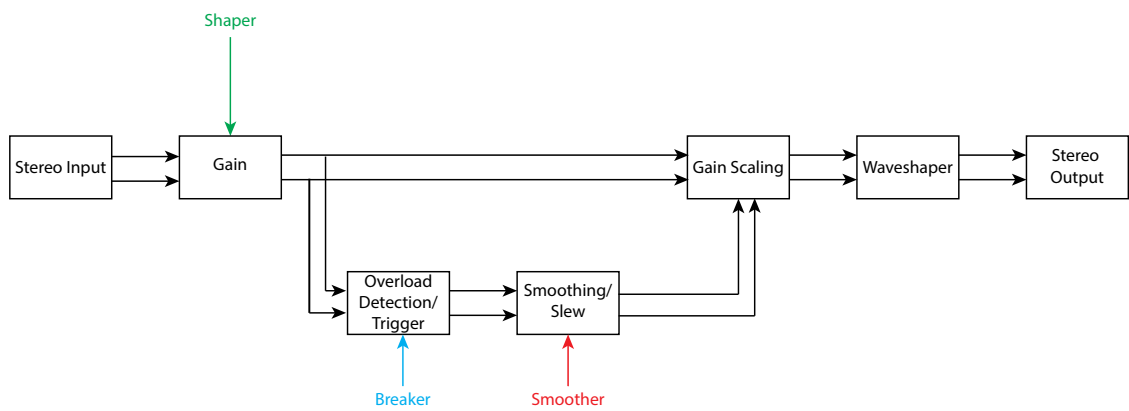 Shaper
Stereo Input
Gain
Gain Scaling
Waveshaper
Stereo
Output
Overload
Detection/
Trigger
Smoothing/
Slew
Breaker
Smoother